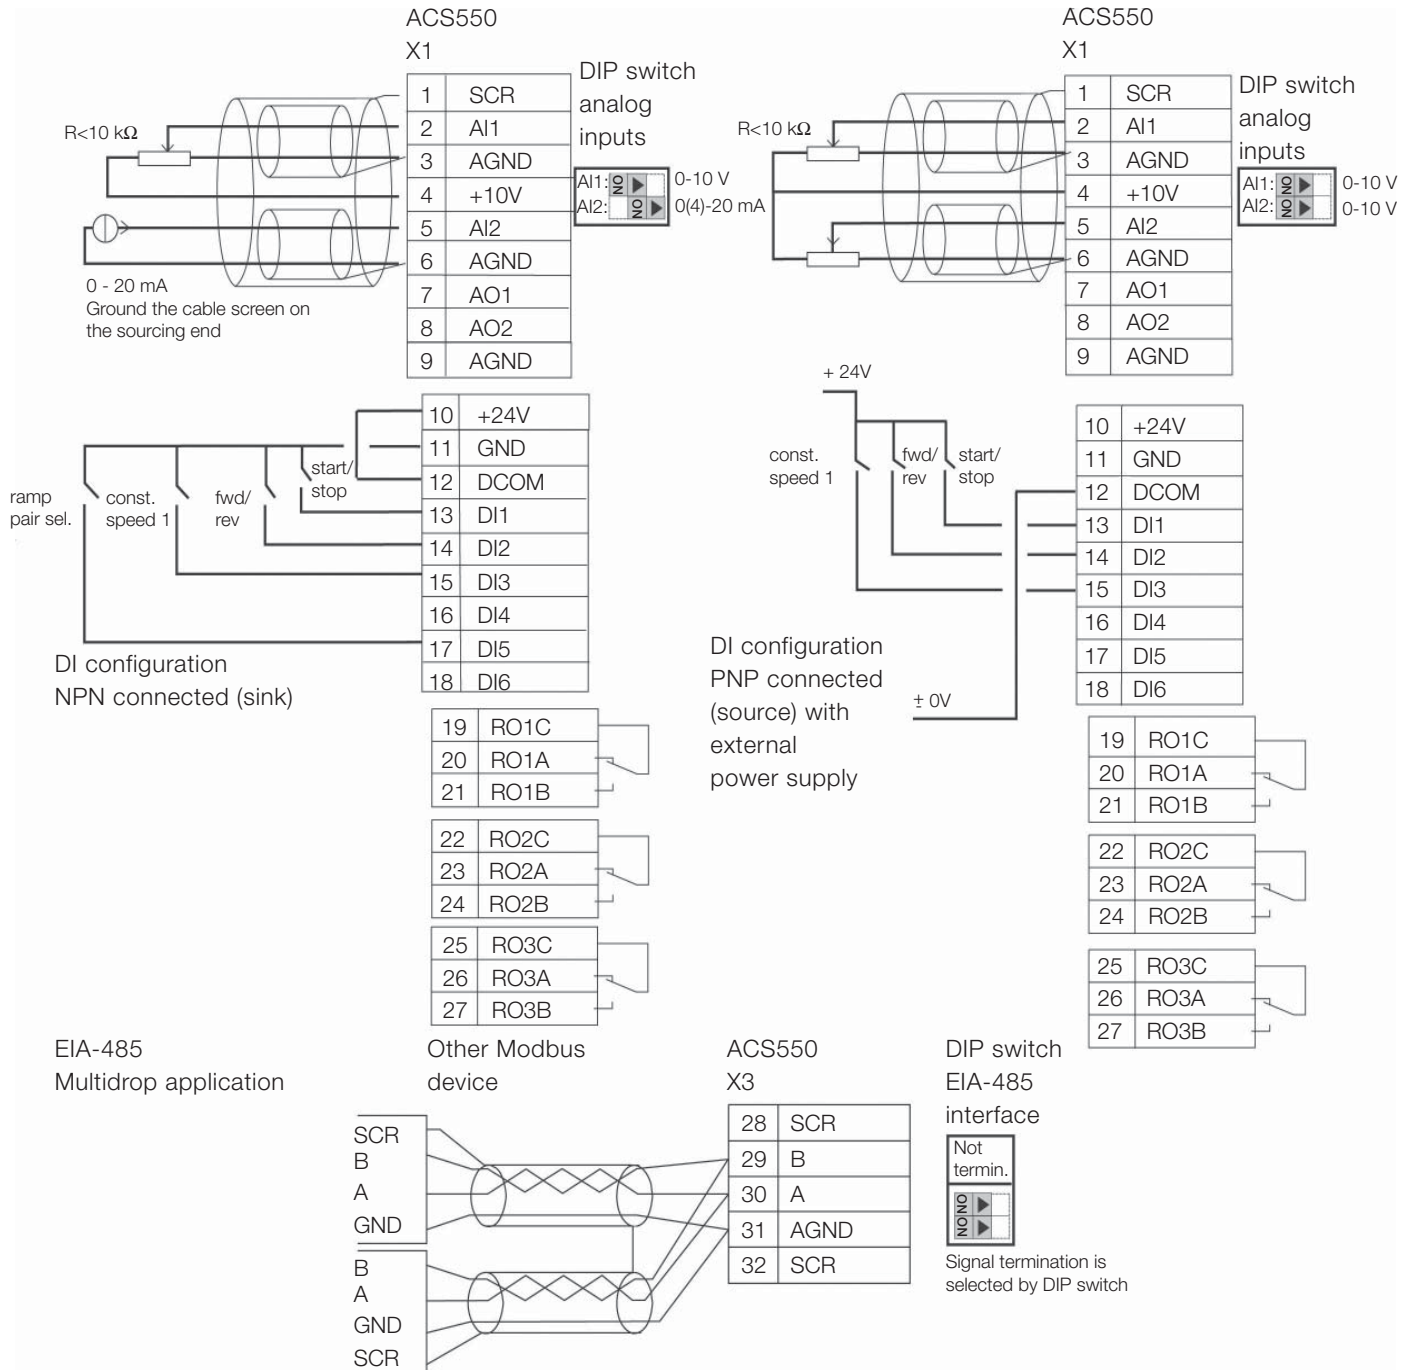 ACS550
X1
DIP switch
analog
inputs
R<10 kΩ
1 SCR
2 AI1
3 AGND
4 +10V
5 AI2
6 AGND
7 AO1
8 AO2
9 AGND
AI1: ON 0-10 V
AI2: ON 0(4)-20 mA
0 - 20 mA
Ground the cable screen on
the sourcing end
10 +24V
11 GND
12 DCOM
13 DI1
14 DI2
15 DI3
16 DI4
17 DI5
18 DI6
ramp
pair sel.
const.
speed 1
fwd/
rev
start/
stop
DI configuration
NPN connected (sink)
19 RO1C
20 RO1A
21 RO1B
22 RO2C
23 RO2A
24 RO2B
25 RO3C
26 RO3A
27 RO3B
ACS550
X1
DIP switch
analog
inputs
R<10 kΩ
1 SCR
2 AI1
3 AGND
4 +10V
5 AI2
6 AGND
7 AO1
8 AO2
9 AGND
AI1: ON 0-10 V
AI2: ON 0-10 V
+ 24V
const.
speed 1
fwd/
rev
start/
stop
10 +24V
11 GND
12 DCOM
13 DI1
14 DI2
15 DI3
16 DI4
17 DI5
18 DI6
DI configuration
PNP connected
(source) with
external
power supply
± 0V
19 RO1C
20 RO1A
21 RO1B
22 RO2C
23 RO2A
24 RO2B
25 RO3C
26 RO3A
27 RO3B
EIA-485
Multidrop application
Other Modbus
device
SCR
B
A
GND
B
A
GND
SCR
ACS550
X3
28 SCR
29 B
30 A
31 AGND
32 SCR
DIP switch
EIA-485
interface
Not
termin.
ON
ON
Signal termination is
selected by DIP switch